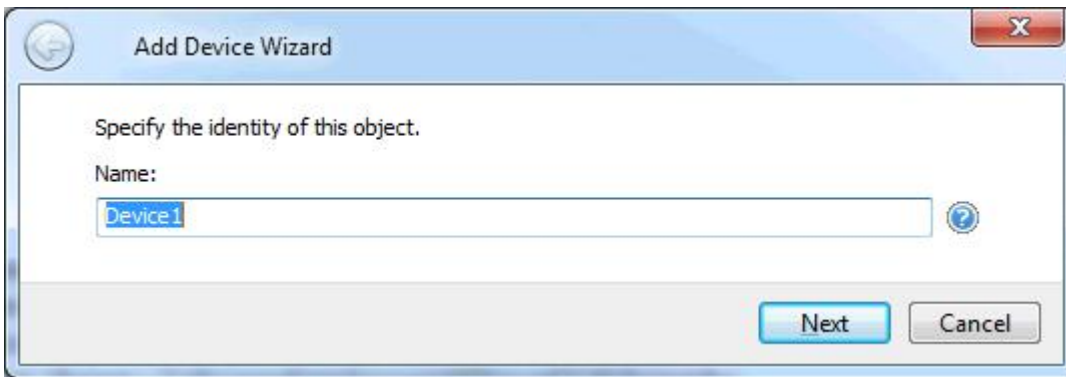 Add Device Wizard
Specify the identity of this object.
Name:
Device1
Next Cancel